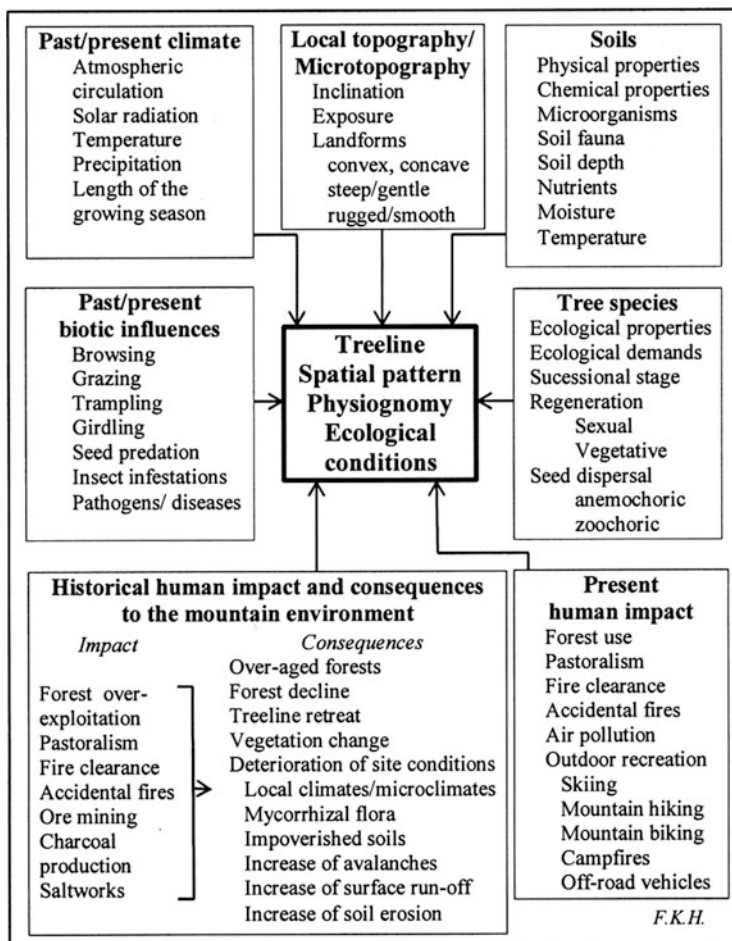 Past/present climate
Atmospheric
circulation
Solar radiation
Temperature
Precipitation
Length of the
growing season
Local topography/
Microtopography
Inclination
Exposure
Landforms
convex, concave
steep/gentle
rugged/smooth
Soils
Physical properties
Chemical properties
Microorganisms
Soil fauna
Soil depth
Nutrients
Moisture
Temperature
Past/present
biotic influences
Browsing
Grazing
Trampling
Girdling
Seed predation
Insect infestations
Pathogens/ diseases
Treeline
Spatial pattern
Physiognomy
Ecological
conditions
Tree species
Ecological properties
Ecological demands
Sucessional stage
Regeneration
Sexual
Vegetative
Seed dispersal
anemochoric
zoochoric
Historical human impact and consequences
to the mountain environment
Impact
Forest over-
exploitation
Pastoralism
Fire clearance
Accidental fires
Ore mining
Charcoal
production
Saltworks
Consequences
Over-aged forests
Forest decline
Treeline retreat
Vegetation change
Deterioration of site conditions
Local climates/microclimates
Mycorrhizal flora
Impoverished soils
Increase of avalanches
Increase of surface run-off
Increase of soil erosion
Present
human impact
Forest use
Pastoralism
Fire clearance
Accidental fires
Air pollution
Outdoor recreation
Skiing
Mountain hiking
Mountain biking
Campfires
Off-road vehicles
F.K.H.